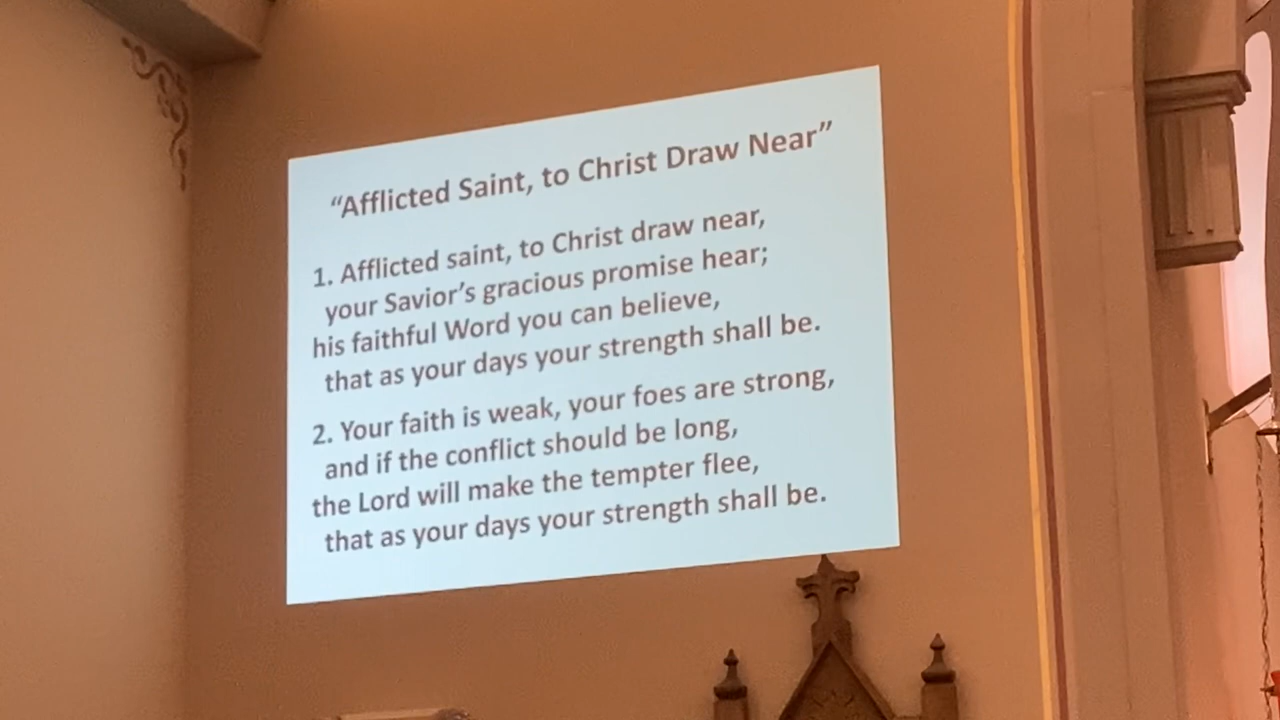 “Afflicted Saint, to Christ Draw Near”
1. Afflicted saint, to Christ draw near,
your Savior’s gracious promise hear;
his faithful Word you can believe,
that as your days your strength shall be.
2. Your faith is weak, your foes are strong,
and if the conflict should be long,
the Lord will make the tempter flee,
that as your days your strength shall be.